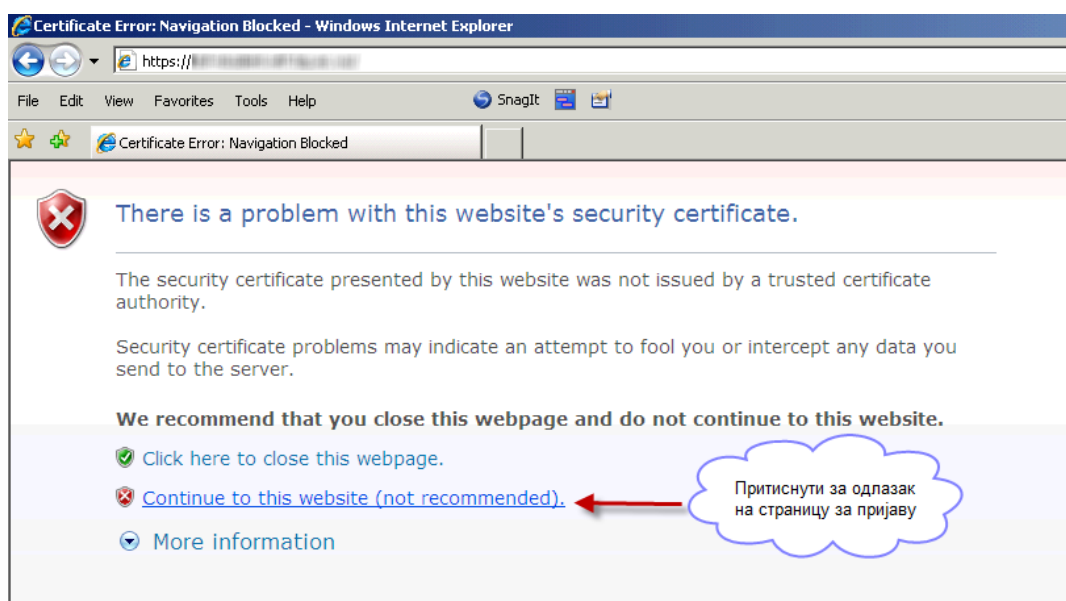 Certificate Error: Navigation Blocked - Windows Internet Explorer
https://
File Edit View Favorites Tools Help SnagIt
Certificate Error: Navigation Blocked
There is a problem with this website's security certificate.
The security certificate presented by this website was not issued by a trusted certificate
authority.
Security certificate problems may indicate an attempt to fool you or intercept any data you
send to the server.
We recommend that you close this webpage and do not continue to this website.
Click here to close this webpage.
Continue to this website (not recommended).
Притиснути за одлазак
на страницу за пријаву
More information